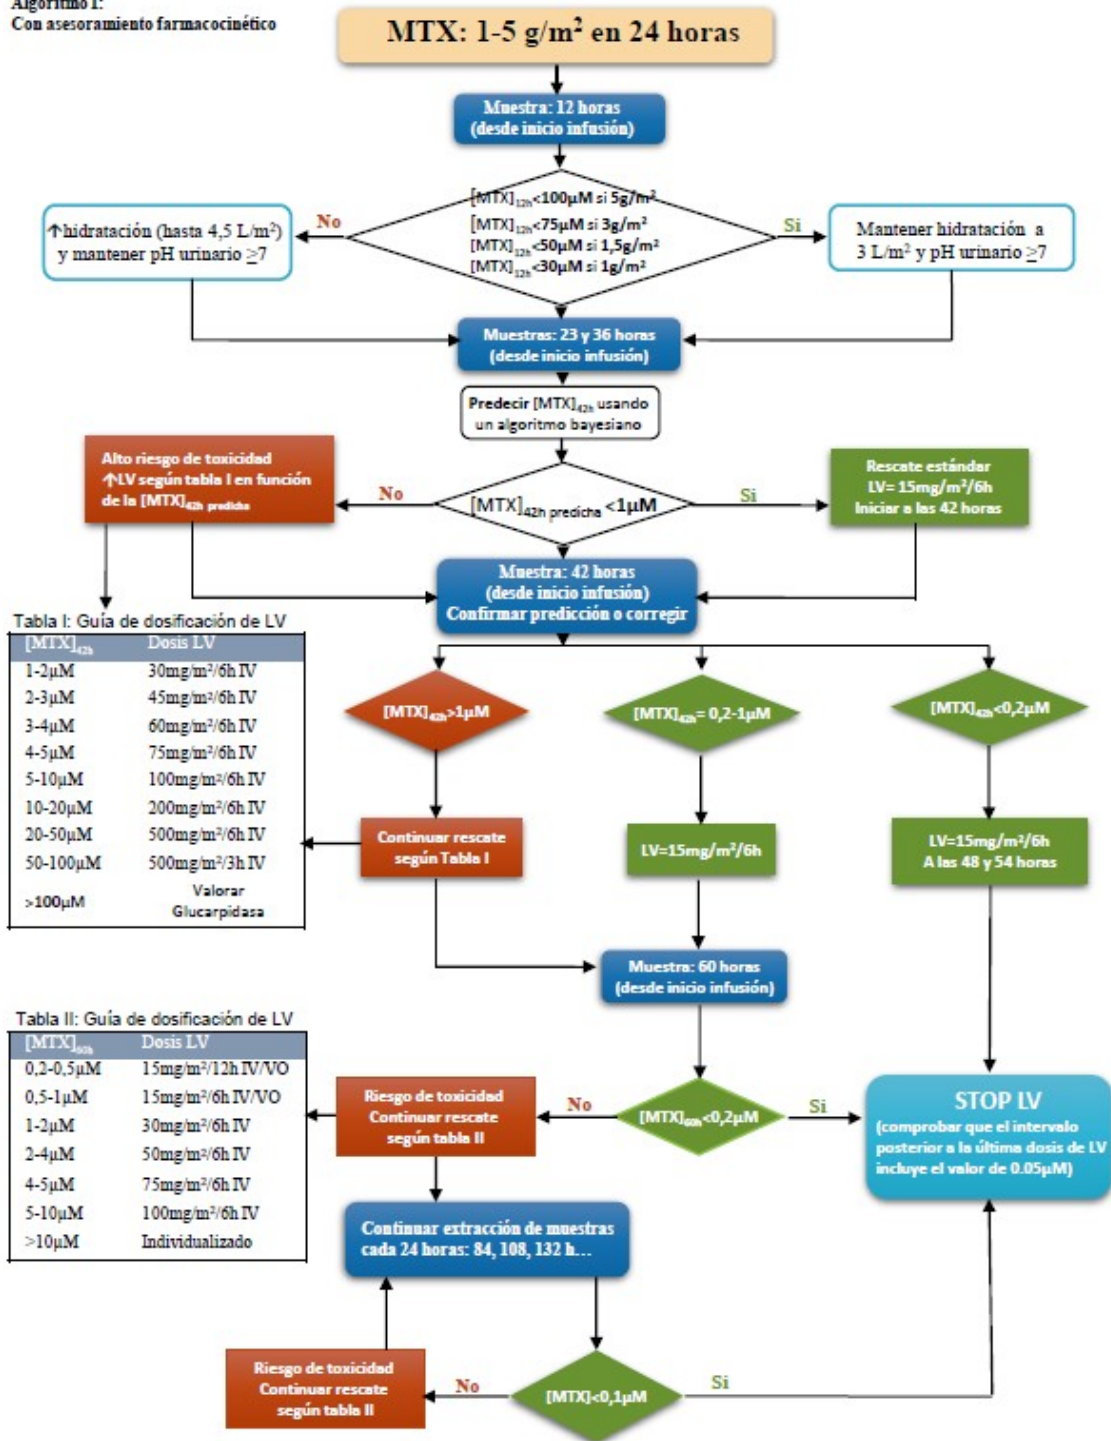 Algoritmo I:
Con asesoramiento farmacocinético
MTX: 1-5 g/m² en 24 horas
Muestra: 12 horas
(desde inicio infusión)
[MTX]12h<100µM si 5g/m²
[MTX]12h<75µM si 3g/m²
[MTX]12h<50µM si 1,5g/m²
[MTX]12h<30µM si 1g/m²
No
Si
↑hidratación (hasta 4,5 L/m²)
y mantener pH urinario ≥7
Mantener hidratación a
3 L/m² y pH urinario ≥7
Muestras: 23 y 36 horas
(desde inicio infusión)
Predecir [MTX]42h usando
un algoritmo bayesiano
Alto riesgo de toxicidad
↑LV según tabla I en función
de la [MTX]42h predicha
No
[MTX]42h predicha <1µM
Si
Rescate estándar
LV= 15mg/m²/6h
Iniciar a las 42 horas
Muestra: 42 horas
(desde inicio infusión)
Confirmar predicción o corregir
Tabla I: Guía de dosificación de LV
[MTX]42h Dosis LV
1-2µM 30mg/m²/6h IV
2-3µM 45mg/m²/6h IV
3-4µM 60mg/m²/6h IV
4-5µM 75mg/m²/6h IV
5-10µM 100mg/m²/6h IV
10-20µM 200mg/m²/6h IV
20-50µM 500mg/m²/6h IV
50-100µM 500mg/m²/3h IV
>100µM Valorar
Glucarpidasa
[MTX]42h>1µM
[MTX]42h= 0,2-1µM
[MTX]42h<0,2µM
Continuar rescate
según Tabla I
LV=15mg/m²/6h
LV=15mg/m²/6h
A las 48 y 54 horas
Muestra: 60 horas
(desde inicio infusión)
Tabla II: Guía de dosificación de LV
[MTX]60h Dosis LV
0,2-0,5µM 15mg/m²/12h IV/VO
0,5-1µM 15mg/m²/6h IV/VO
1-2µM 30mg/m²/6h IV
2-4µM 50mg/m²/6h IV
4-5µM 75mg/m²/6h IV
5-10µM 100mg/m²/6h IV
>10µM Individualizado
Riesgo de toxicidad
Continuar rescate
según tabla II
No
[MTX]60h<0,2µM
Si
STOP LV
(comprobar que el intervalo
posterior a la última dosis de LV
incluye el valor de 0.05µM)
Continuar extracción de muestras
cada 24 horas: 84, 108, 132 h...
Riesgo de toxicidad
Continuar rescate
según tabla II
No
[MTX]<0,1µM
Si